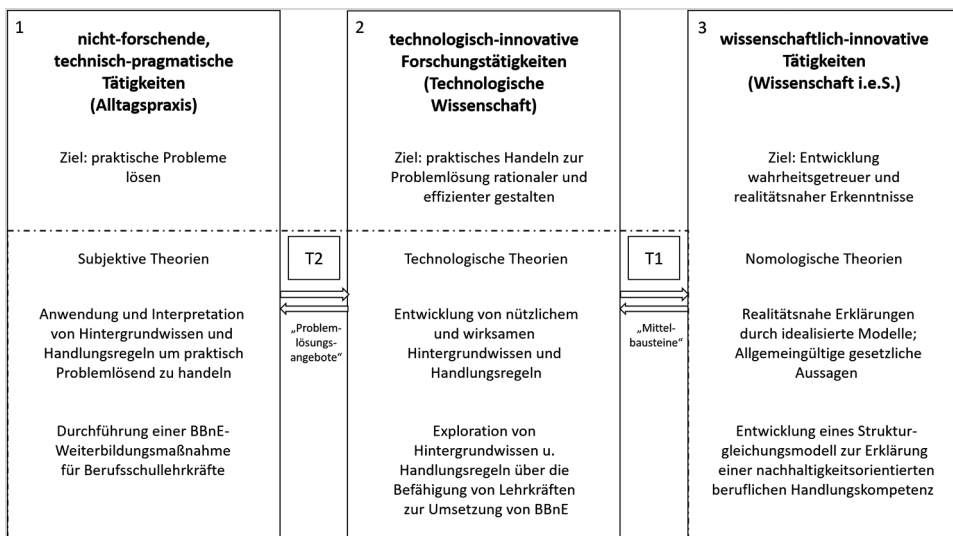 1
nicht-forschende,
technisch-pragmatische
Tätigkeiten
(Alltagspraxis)
Ziel: praktische Probleme
lösen
Subjektive Theorien
Anwendung und Interpretation
von Hintergrundwissen und
Handlungsregeln um praktisch
Problemlösend zu handeln
Durchführung einer BBnE-
Weiterbildungsmaßnahme
für Berufsschullehrkräfte
T2
„Problem-
lösungs-
angebote“
2
technologisch-innovative
Forschungstätigkeiten
(Technologische
Wissenschaft)
Ziel: praktisches Handeln zur
Problemlösung rationaler und
effizienter gestalten
Technologische Theorien
Entwicklung von nützlichem
und wirksamen
Hintergrundwissen und
Handlungsregeln
Exploration von
Hintergrundwissen u.
Handlungsregeln über die
Befähigung von Lehrkräften
zur Umsetzung von BBnE
T1
„Mittel-
bausteine“
3
wissenschaftlich-innovative
Tätigkeiten
(Wissenschaft i.e.S.)
Ziel: Entwicklung
wahrheitsgetreuer und
realitätsnaher Erkenntnisse
Nomologische Theorien
Realitätsnahe Erklärungen
durch idealisierte Modelle;
Allgemeingültige gesetzliche
Aussagen
Entwicklung eines Struktur-
gleichungsmodell zur Erklärung
einer nachhaltigkeitsorientierten
beruflichen Handlungskompetenz